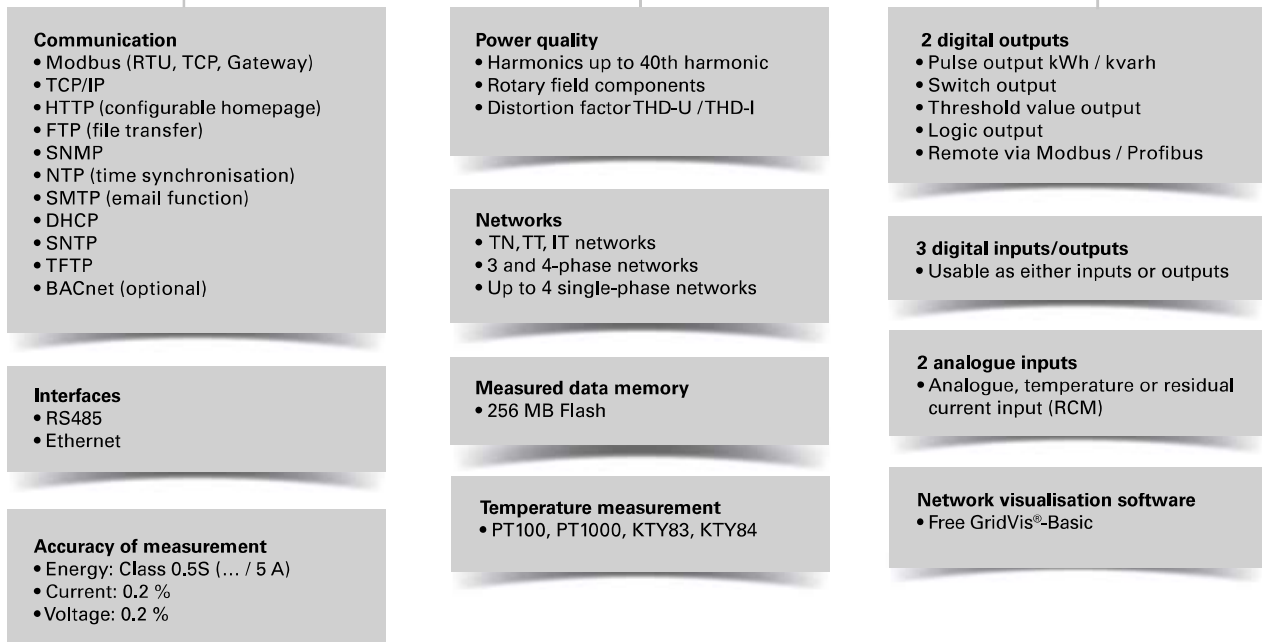 Communication
• Modbus (RTU, TCP, Gateway)
• TCP/IP
• HTTP (configurable homepage)
• FTP (file transfer)
• SNMP
• NTP (time synchronisation)
• SMTP (email function)
• DHCP
• SNTP
• TFTP
• BACnet (optional)
Interfaces
• RS485
• Ethernet
Accuracy of measurement
• Energy: Class 0.5S (... / 5 A)
• Current: 0.2 %
• Voltage: 0.2 %
Power quality
• Harmonics up to 40th harmonic
• Rotary field components
• Distortion factor THD-U / THD-I
Networks
• TN, TT, IT networks
• 3 and 4-phase networks
• Up to 4 single-phase networks
Measured data memory
• 256 MB Flash
Temperature measurement
• PT100, PT1000, KTY83, KTY84
2 digital outputs
• Pulse output kWh / kvarh
• Switch output
• Threshold value output
• Logic output
• Remote via Modbus / Profibus
3 digital inputs/outputs
• Usable as either inputs or outputs
2 analogue inputs
• Analogue, temperature or residual
current input (RCM)
Network visualisation software
• Free GridVis®-Basic